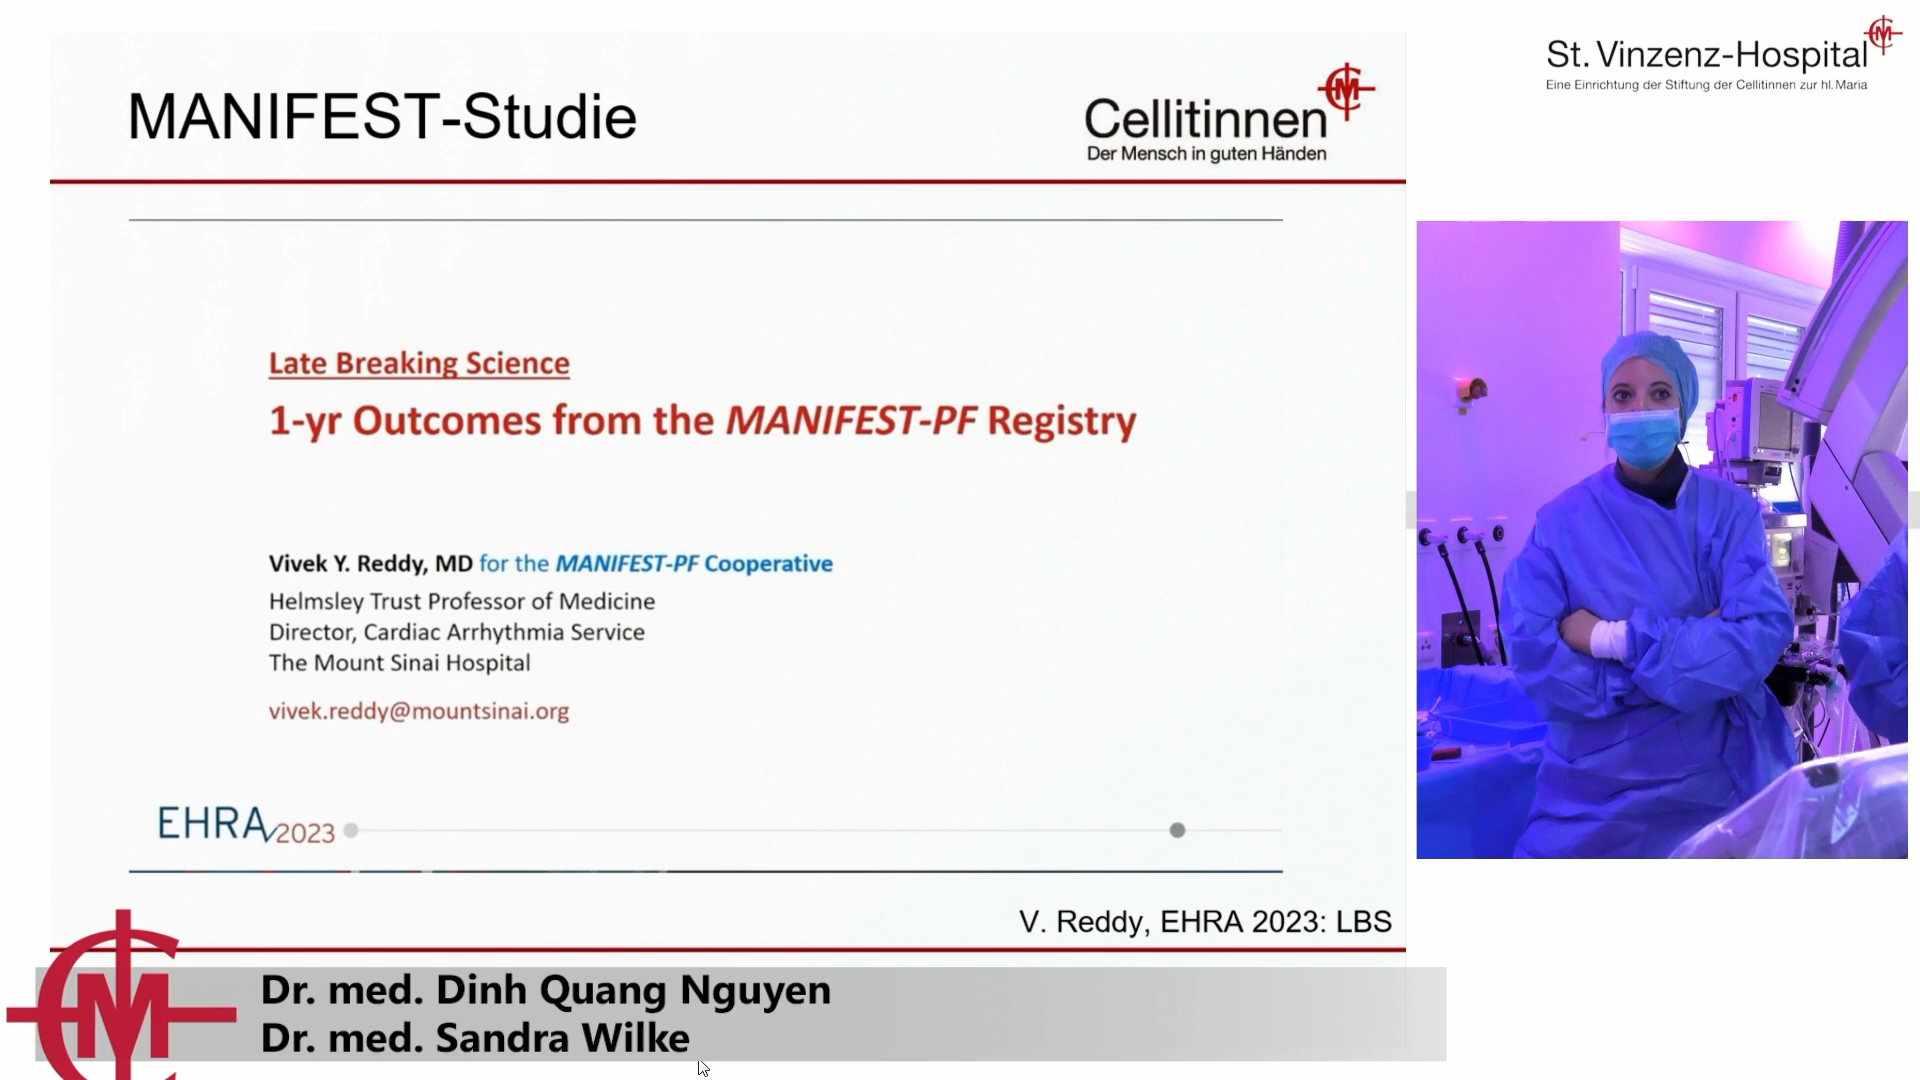 MANIFEST-Studie
Cellitinnen
Der Mensch in guten Händen
St. Vinzenz-Hospital
Eine Einrichtung der Stiftung der Cellitinnen zur hl. Maria
Late Breaking Science
1-yr Outcomes from the MANIFEST-PF Registry
Vivek Y. Reddy, MD for the MANIFEST-PF Cooperative
Helmsley Trust Professor of Medicine
Director, Cardiac Arrhythmia Service
The Mount Sinai Hospital
vivek.reddy@mountsinai.org
EHRA 2023
V. Reddy, EHRA 2023: LBS
Dr. med. Dinh Quang Nguyen
Dr. med. Sandra Wilke